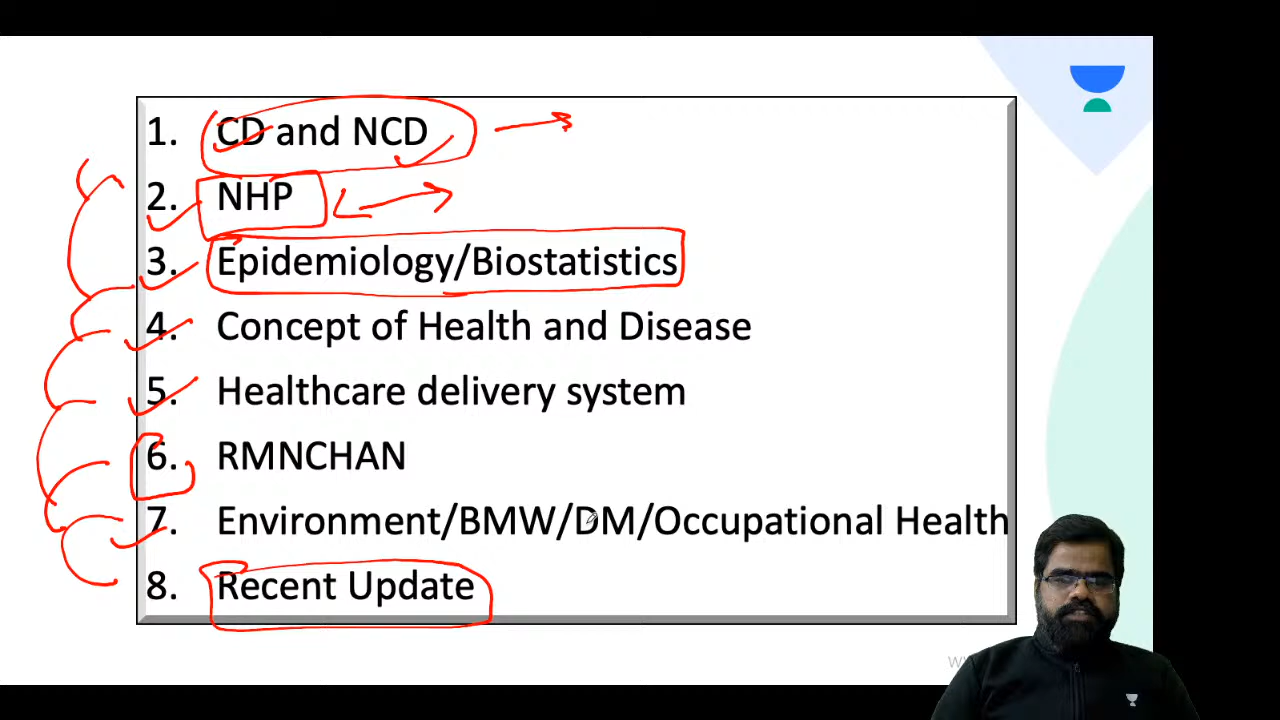 1. CD and NCD
2. NHP
3. Epidemiology/Biostatistics
4. Concept of Health and Disease
5. Healthcare delivery system
6. RMNCHAN
7. Environment/BMW/DM/Occupational Health
8. Recent Update